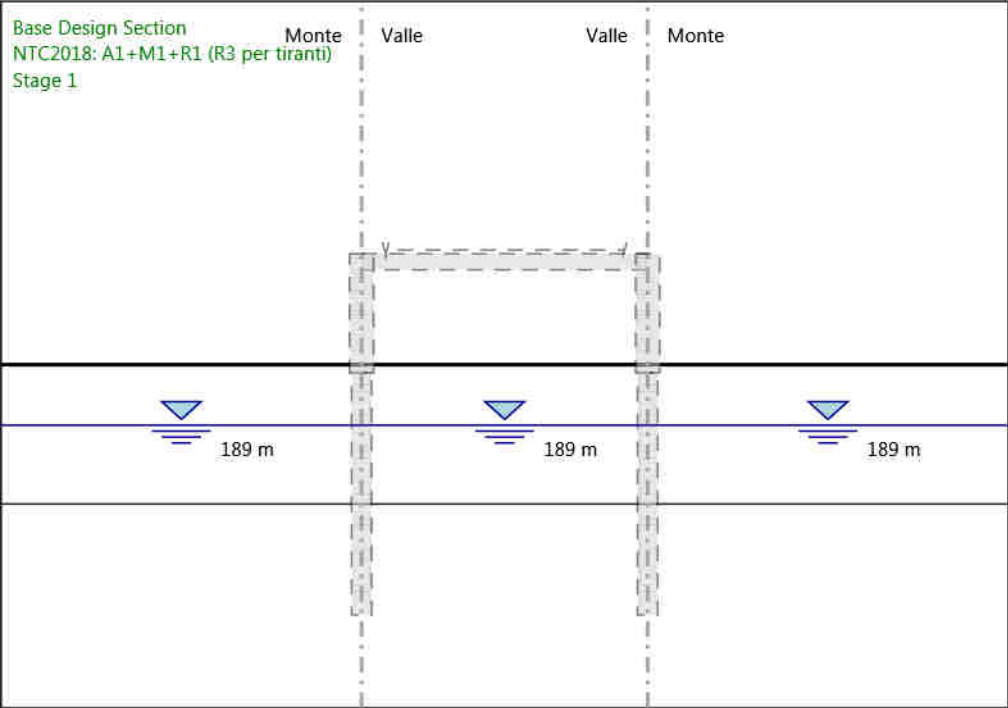 Base Design Section
Monte Valle Valle Monte
NTC2018: A1+M1+R1 (R3 per tiranti)
Stage 1
189 m 189 m 189 m